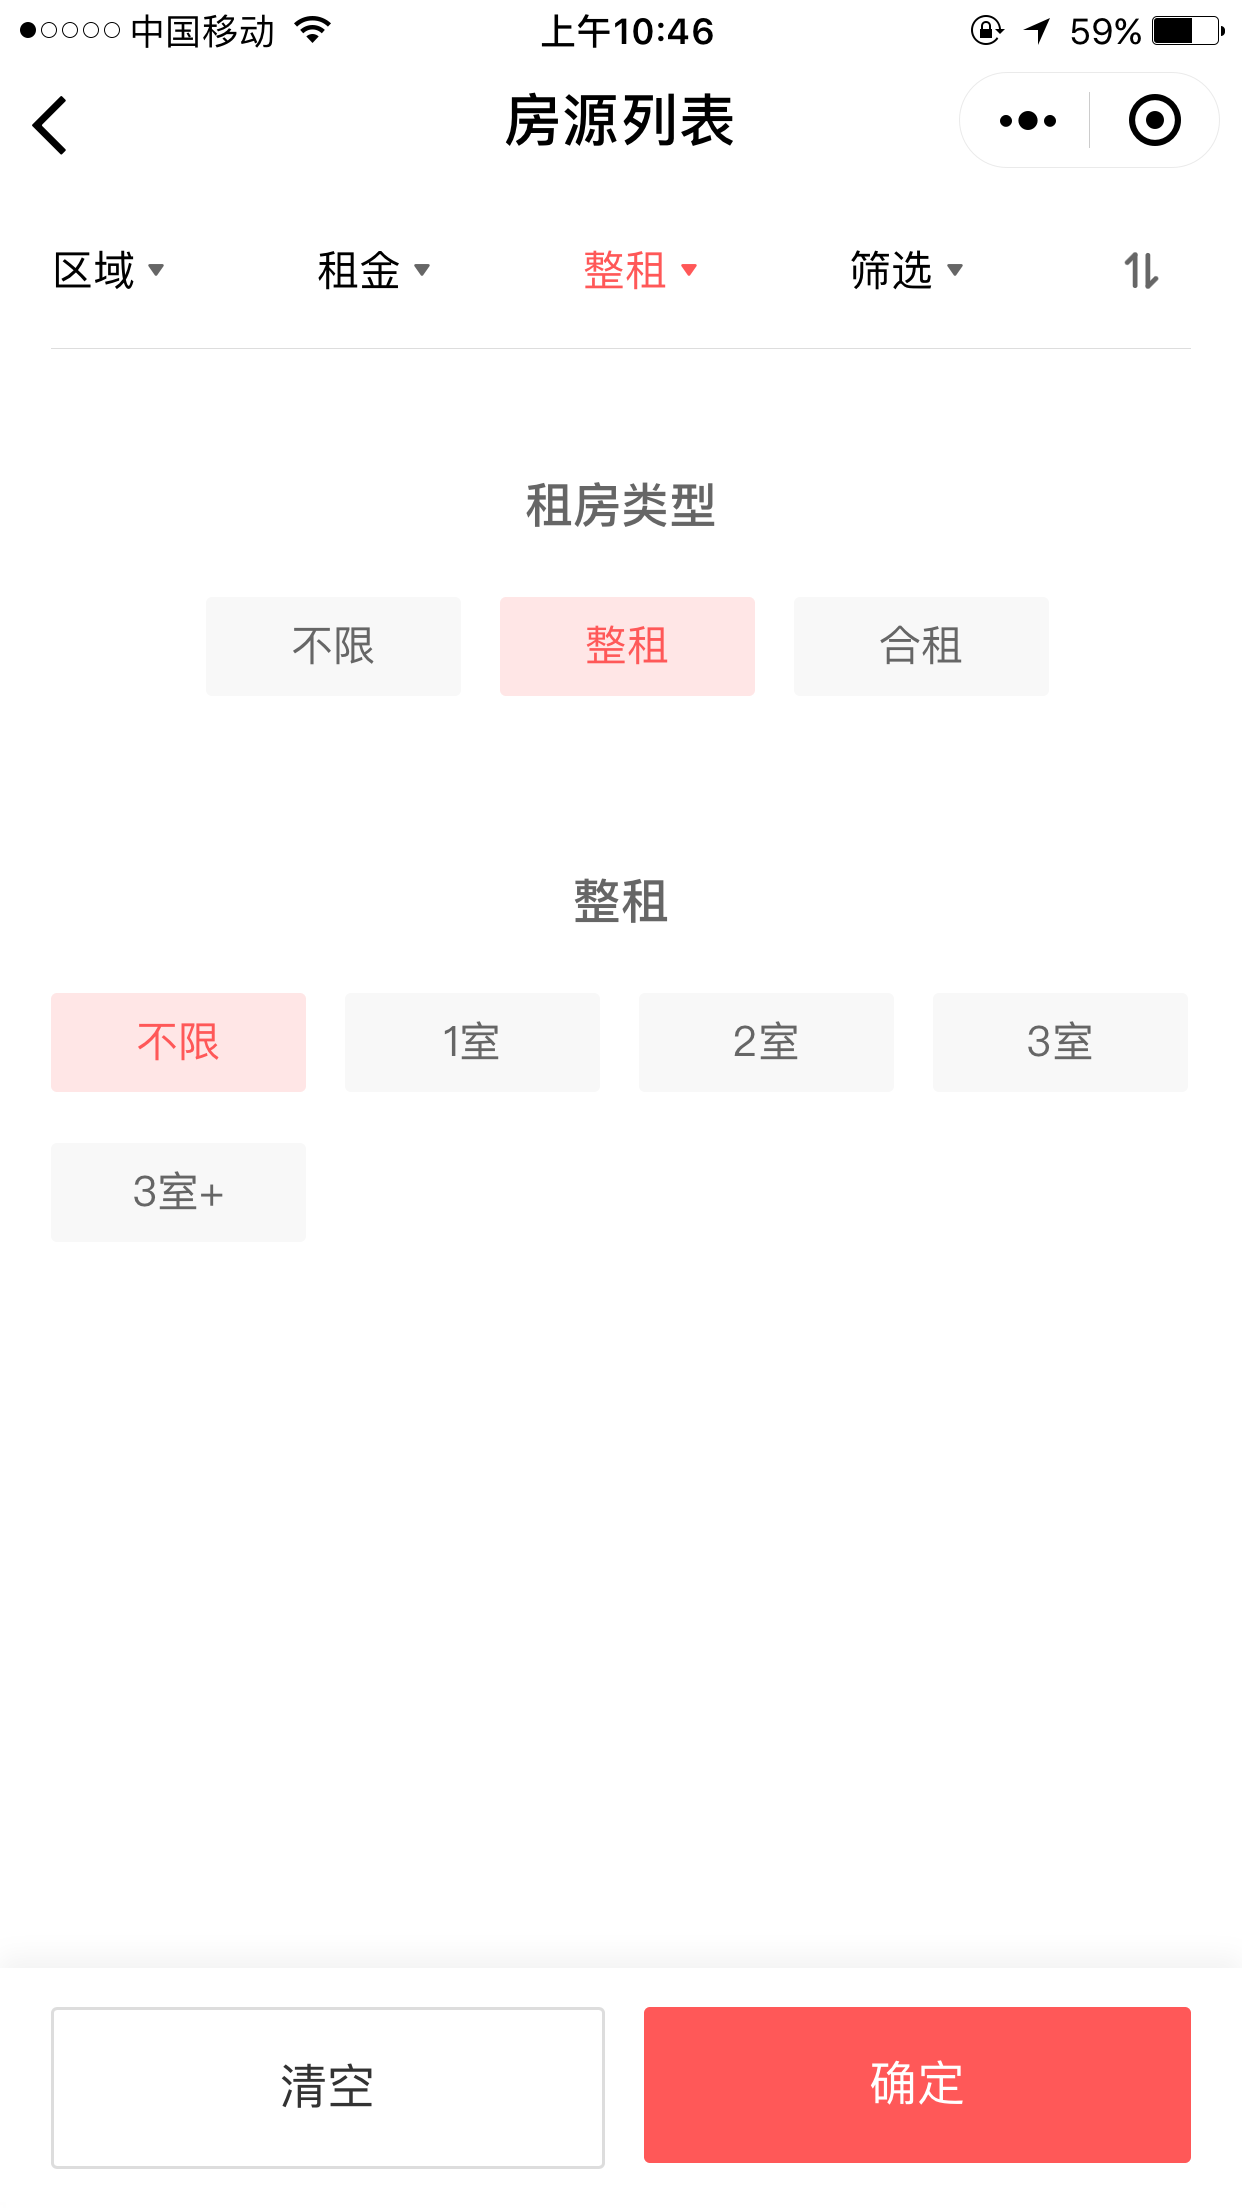 中国移动 上午10:46 59%
房源列表
区域 租金 整租 筛选
租房类型
不限 整租 合租
整租
不限 1室 2室 3室
3室+
清空 确定